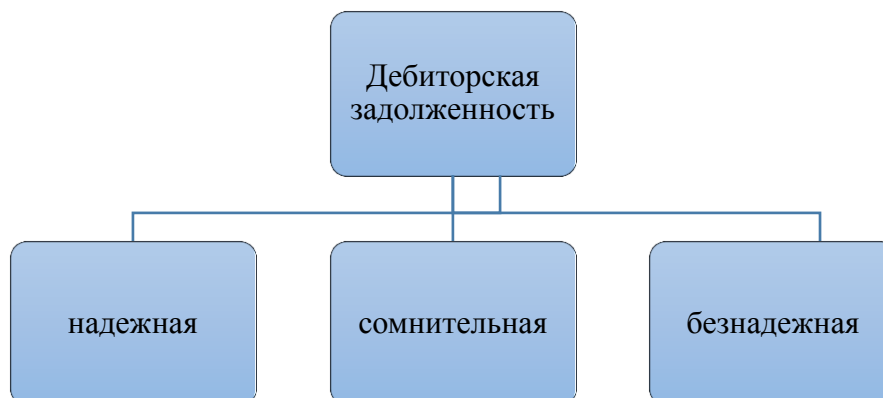 Дебиторская
задолженность
надежная
сомнительная
безнадежная